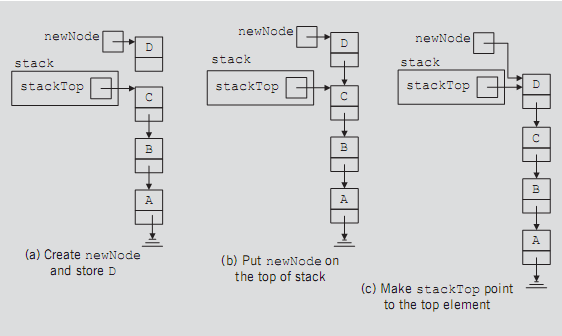 newNode
D
stack
stackTop
C
B
A
(a) Create newNode
and store D
newNode
D
stack
stackTop
C
B
A
(b) Put newNode on
the top of stack
newNode
stack
stackTop
D
C
B
A
(c) Make stackTop point
to the top element